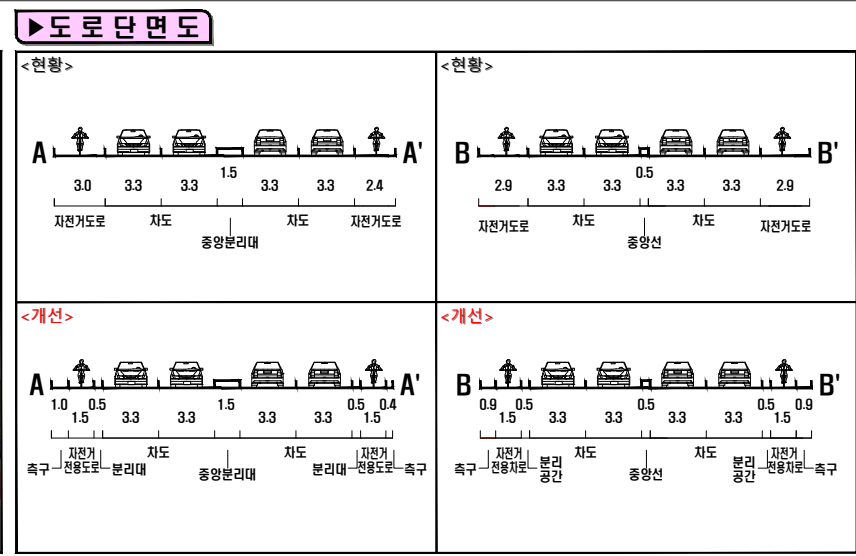 ▶도로단면도
<현황>
A A'
1.5
3.0 3.3 3.3 3.3 3.3 2.4
자전거도로 차도 차도 자전거도로
중앙분리대
<현황>
B B'
0.5
2.9 3.3 3.3 3.3 3.3 2.9
자전거도로 차도 차도 자전거도로
중앙선
<개선>
A A'
1.0 0.5 1.5 0.5 0.4
1.5 3.3 3.3 3.3 3.3 1.5
측구 자전거 전용도로 분리대 차도 중앙분리대 차도 분리대 자전거 전용도로 측구
<개선>
B B'
0.9 0.5 0.5 0.5 0.9
1.5 3.3 3.3 3.3 3.3 1.5
측구 자전거 전용차로 분리 공간 차도 중앙선 차도 분리 공간 자전거 전용차로 측구